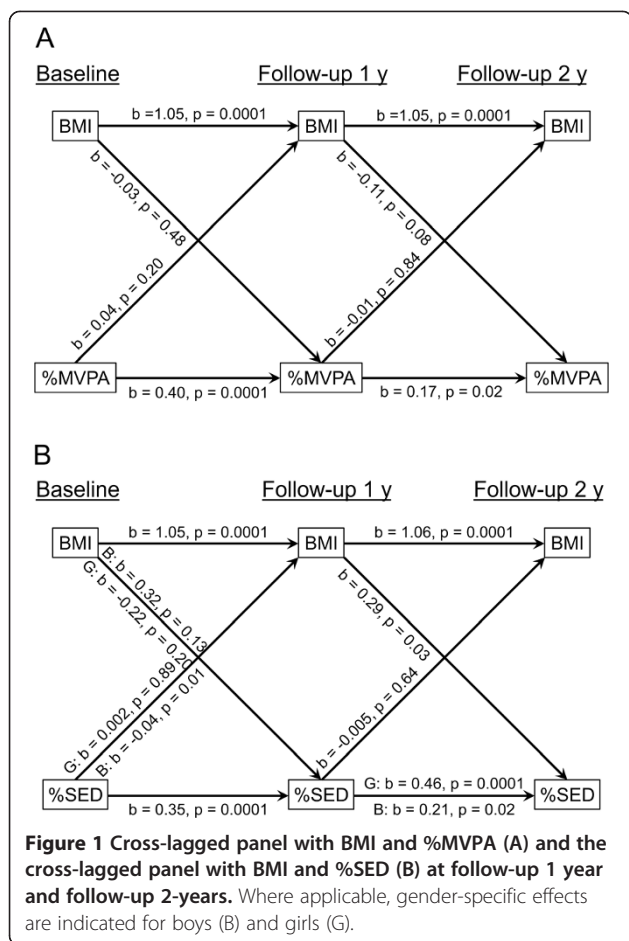 A
Baseline Follow-up 1 y Follow-up 2 y
b =1.05, p = 0.0001 b =1.05, p = 0.0001
BMI BMI BMI
b = -0.03, p = 0.48
b = -0.11, p = 0.08
b = 0.04, p = 0.20
b = -0.01, p = 0.84
%MVPA %MVPA %MVPA
b = 0.40, p = 0.0001 b = 0.17, p = 0.02
B
Baseline Follow-up 1 y Follow-up 2 y
b = 1.05, p = 0.0001 b = 1.06, p = 0.0001
BMI BMI BMI
B: b = 0.32, p = 0.13
G: b = -0.22, p = 0.20
b = 0.29, p = 0.03
G: b = 0.002, p = 0.89
B: b = -0.04, p = 0.01
b = -0.005, p = 0.64
G: b = 0.46, p = 0.0001
%SED %SED %SED
b = 0.35, p = 0.0001 B: b = 0.21, p = 0.02
Figure 1 Cross-lagged panel with BMI and %MVPA (A) and the
cross-lagged panel with BMI and %SED (B) at follow-up 1 year
and follow-up 2-years. Where applicable, gender-specific effects
are indicated for boys (B) and girls (G).